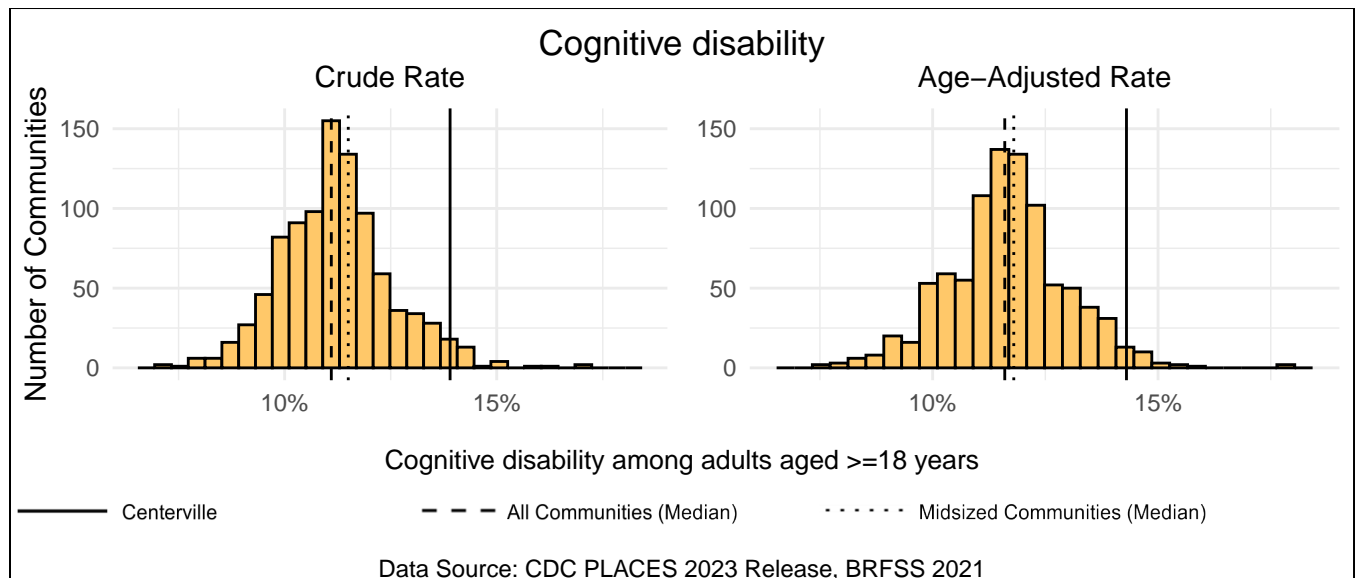 Cognitive disability
Crude Rate
Age−Adjusted Rate
Number of Communities
150
100
50
0
10%
15%
150
100
50
0
10%
15%
Cognitive disability among adults aged >=18 years
Centerville
All Communities (Median)
Midsized Communities (Median)
Data Source: CDC PLACES 2023 Release, BRFSS 2021